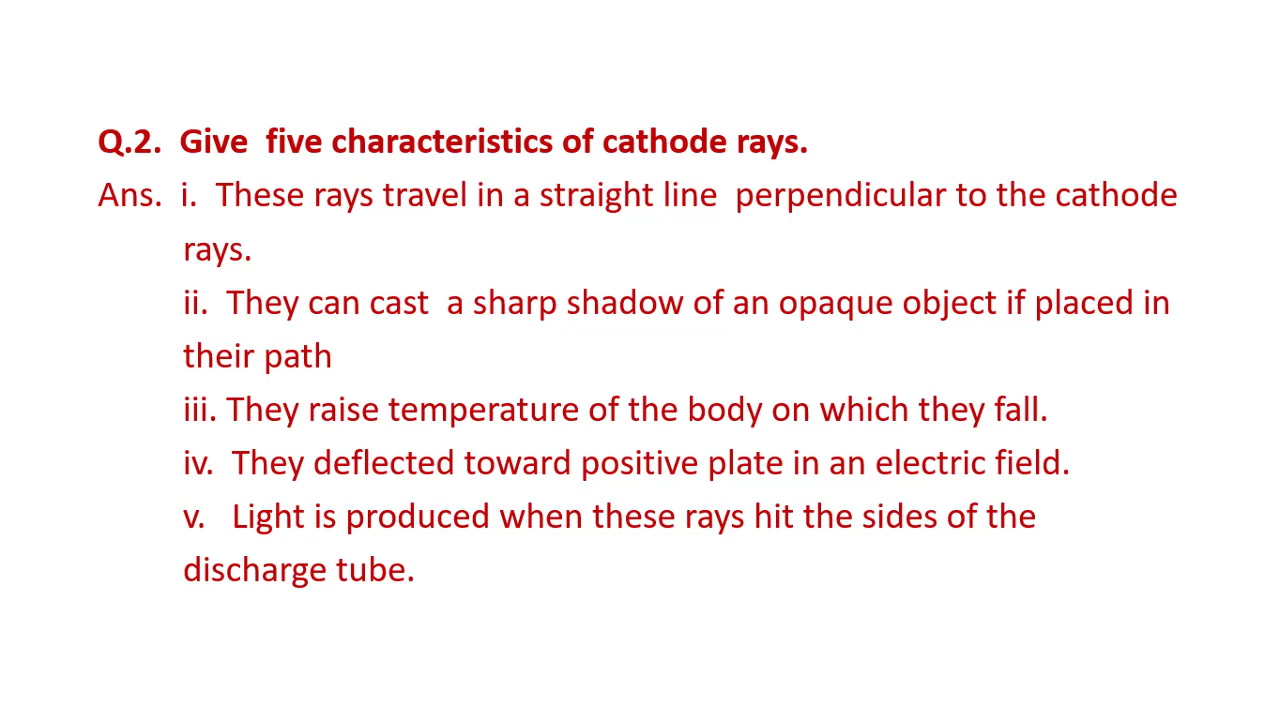 Q.2.  Give  five characteristics of cathode rays.
Ans.  i.  These rays travel in a straight line  perpendicular to the cathode
rays.
ii.  They can cast  a sharp shadow of an opaque object if placed in
their path
iii. They raise temperature of the body on which they fall.
iv.  They deflected toward positive plate in an electric field.
v.   Light is produced when these rays hit the sides of the
discharge tube.